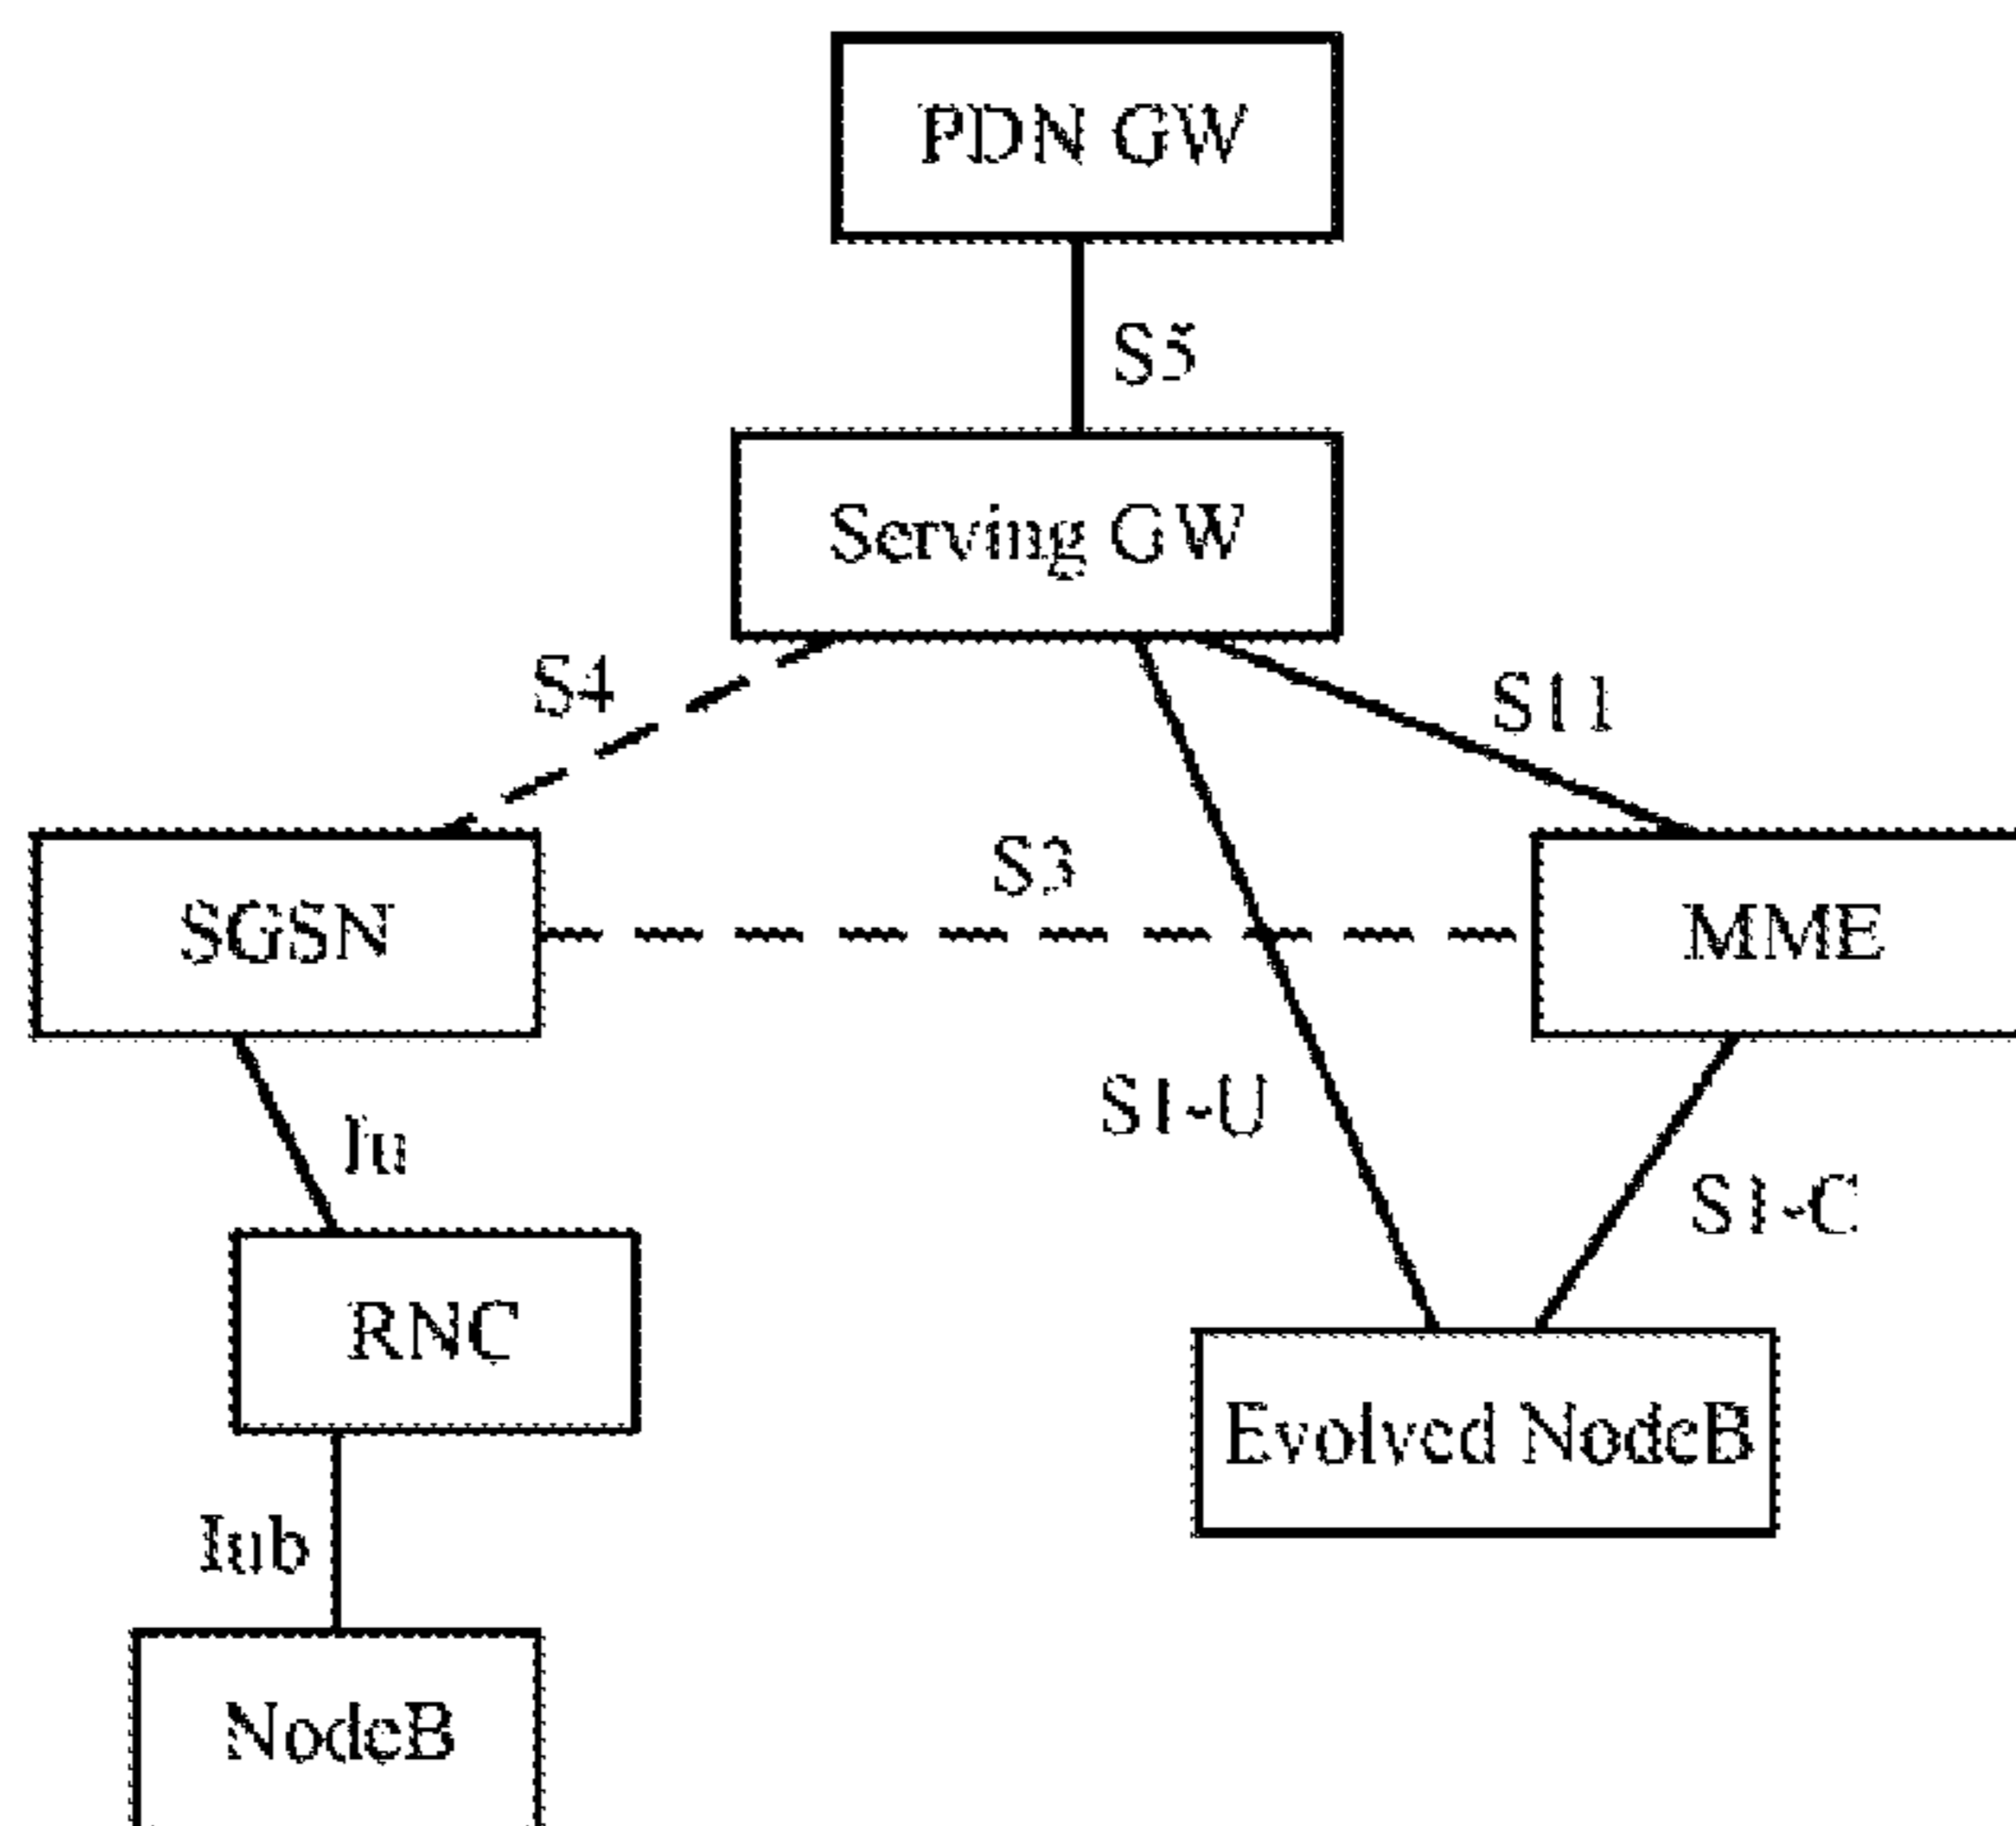 PDN GW
S5
Serving GW
S4
S11
S3
SGSN
MME
S1-U
Iu
S1-C
RNC
Evolved NodeB
Iub
NodeB